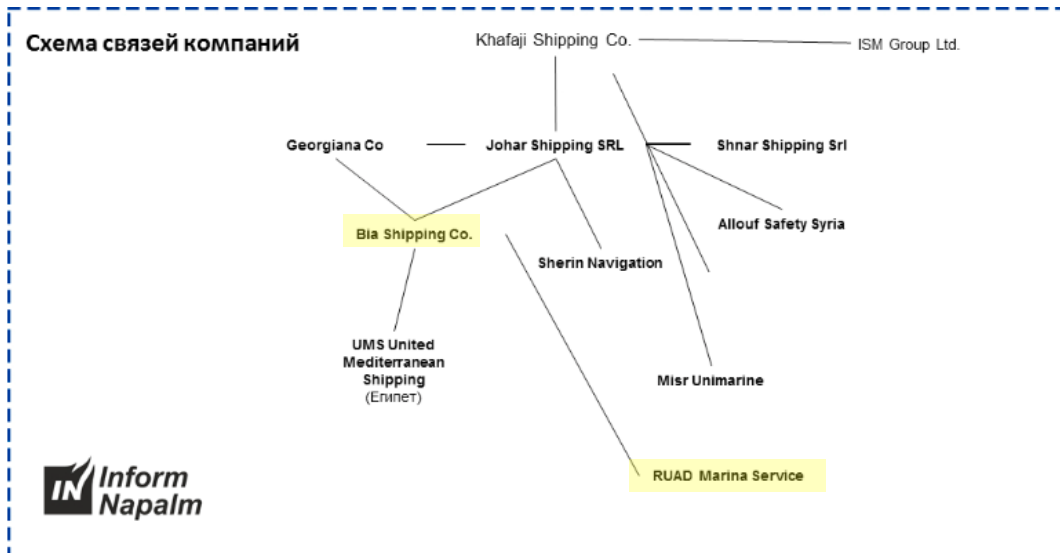 Схема связей компаний
Khafaji Shipping Co.
ISM Group Ltd.
Georgiana Co
Johar Shipping SRL
Shnar Shipping Srl
Allouf Safety Syria
Bia Shipping Co.
Sherin Navigation
UMS United
Mediterranean
Shipping
(Египет)
Misr Unimarine
RUAD Marina Service
IN
Inform
Napalm